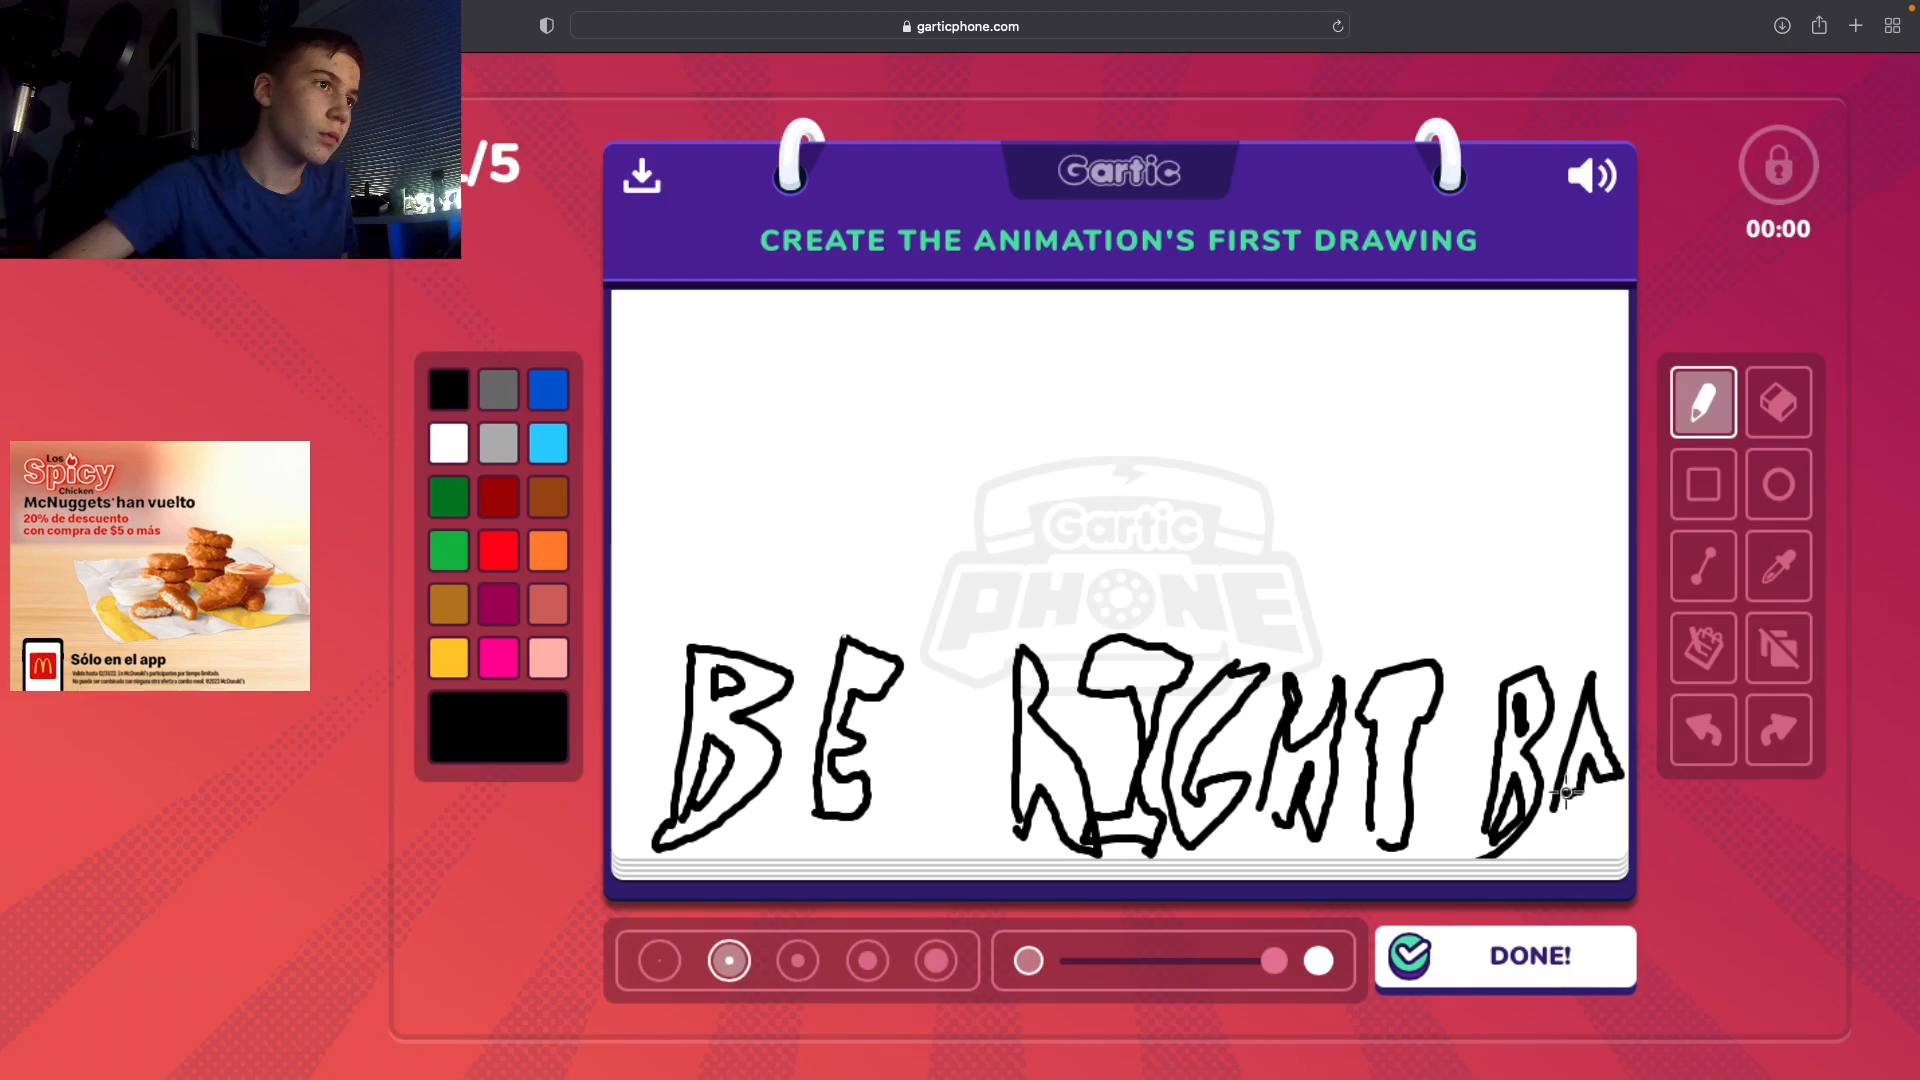 garticphone.com
./5
Gartic
CREATE THE ANIMATION'S FIRST DRAWING
00:00
Gartic
PHONE
BE RIGHT BA
Los
Spicy
Chicken
McNuggets® han vuelto
20% de descuento
con compra de $5 o más
Sólo en el app
DONE!